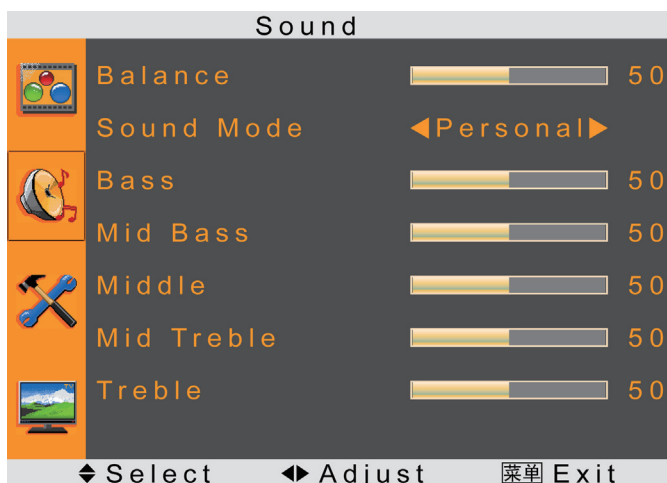 Sound
Balance 50
Sound Mode ◀Personal▶
Bass 50
Mid Bass 50
Middle 50
Mid Treble 50
Treble 50
Select Adjust 菜单 Exit